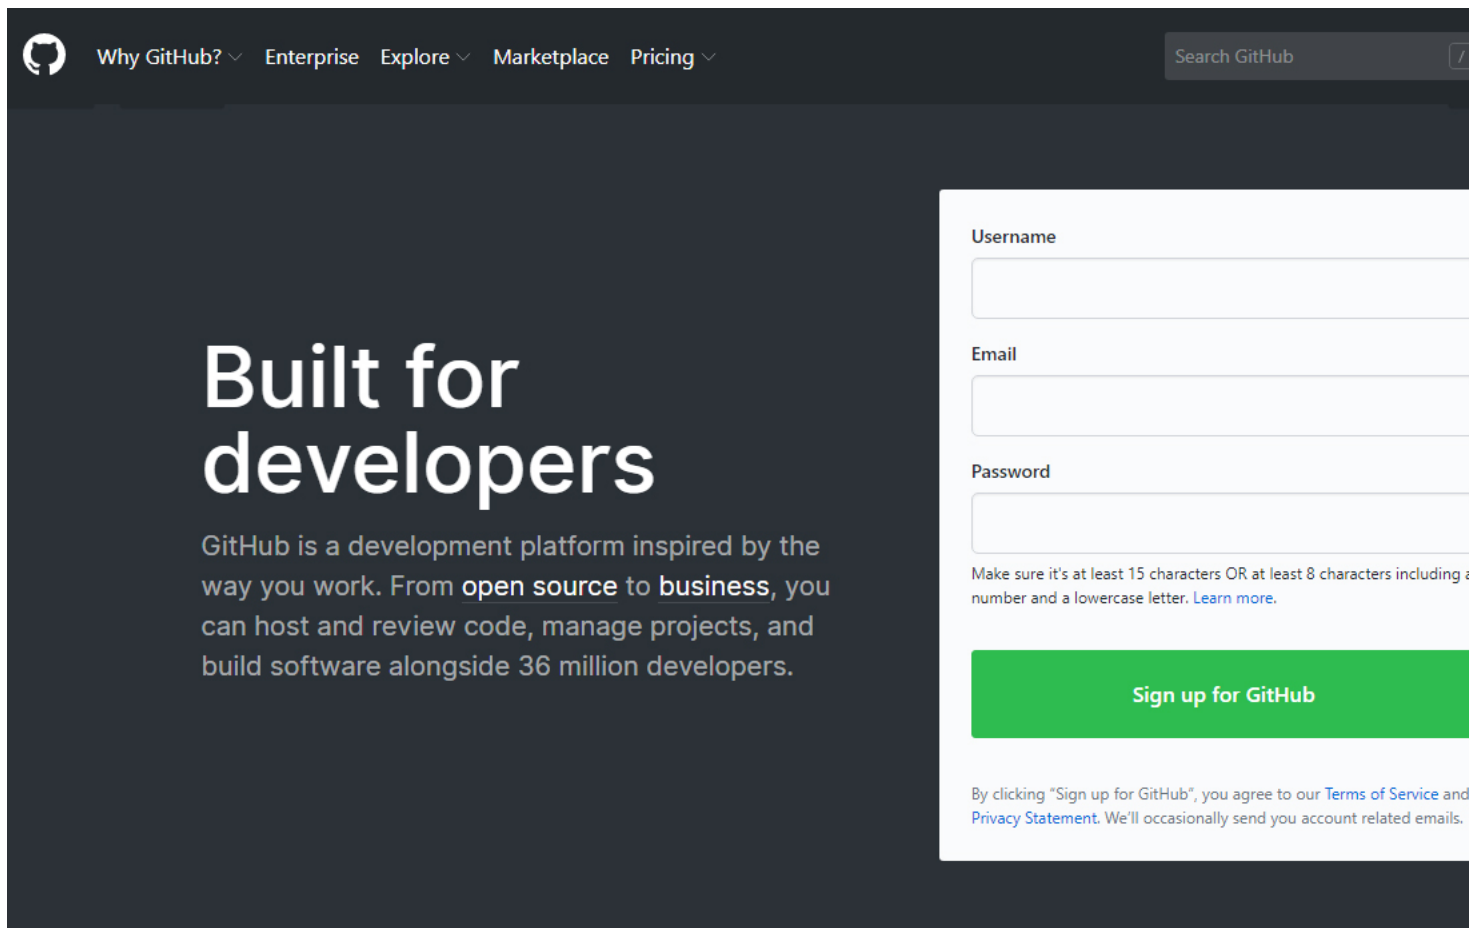 Why GitHub? Enterprise Explore Marketplace Pricing Search GitHub /
Username
Email
Password
Make sure it's at least 15 characters OR at least 8 characters including a
number and a lowercase letter. Learn more.
Sign up for GitHub
By clicking “Sign up for GitHub”, you agree to our Terms of Service and
Privacy Statement. We’ll occasionally send you account related emails.
Built for
developers
GitHub is a development platform inspired by the
way you work. From open source to business, you
can host and review code, manage projects, and
build software alongside 36 million developers.